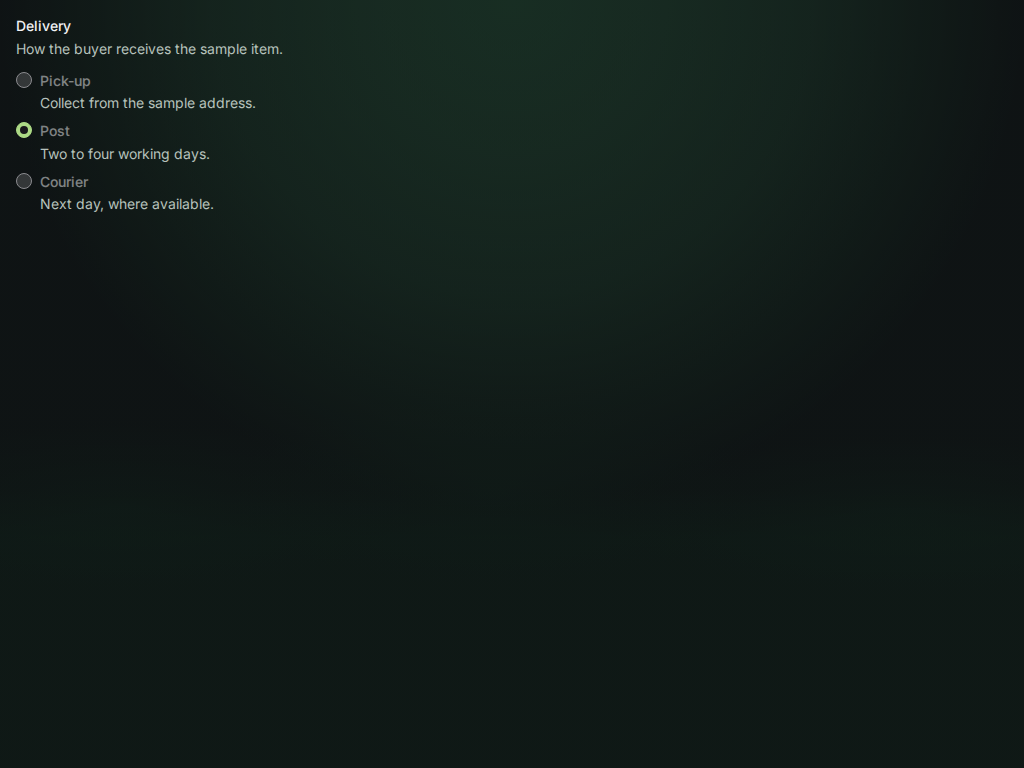 Delivery
How the buyer receives the sample item.
Pick-up
Collect from the sample address.
Post
Two to four working days.
Courier
Next day, where available.